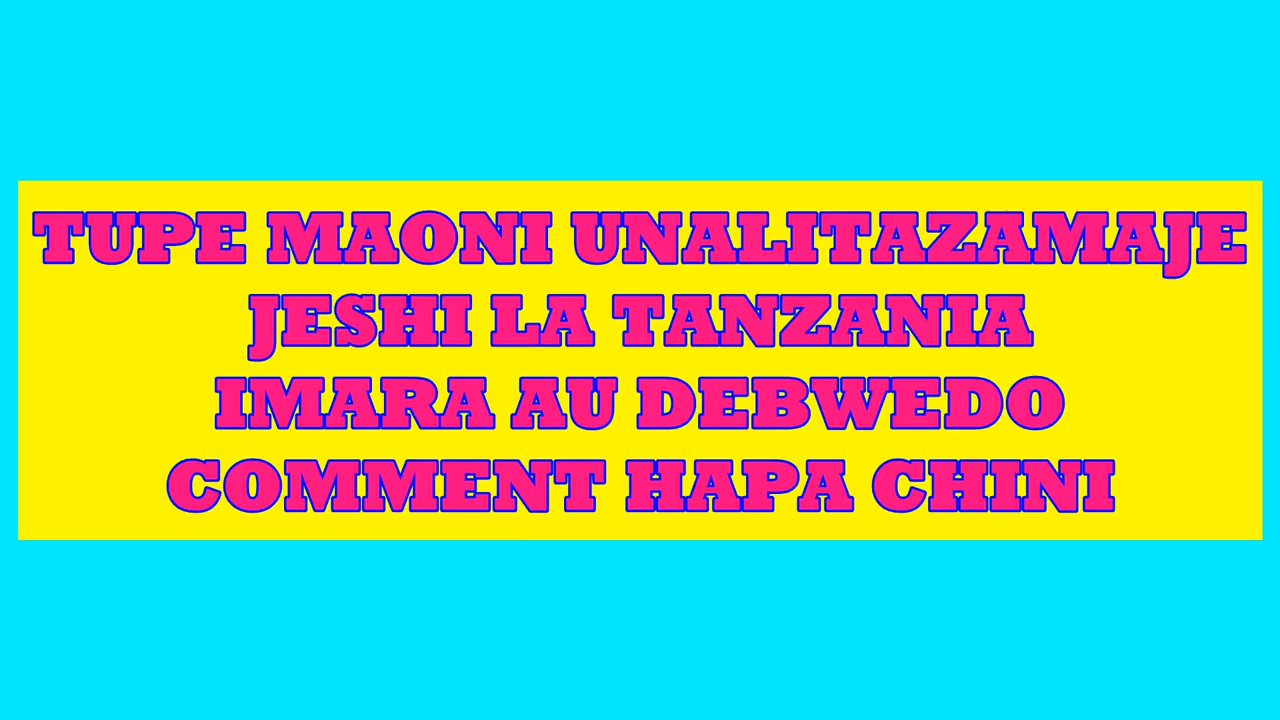 TUPE MAONI UNALITAZAMAJE
JESHI LA TANZANIA
IMARA AU DEBWEDO
COMMENT HAPA CHINI